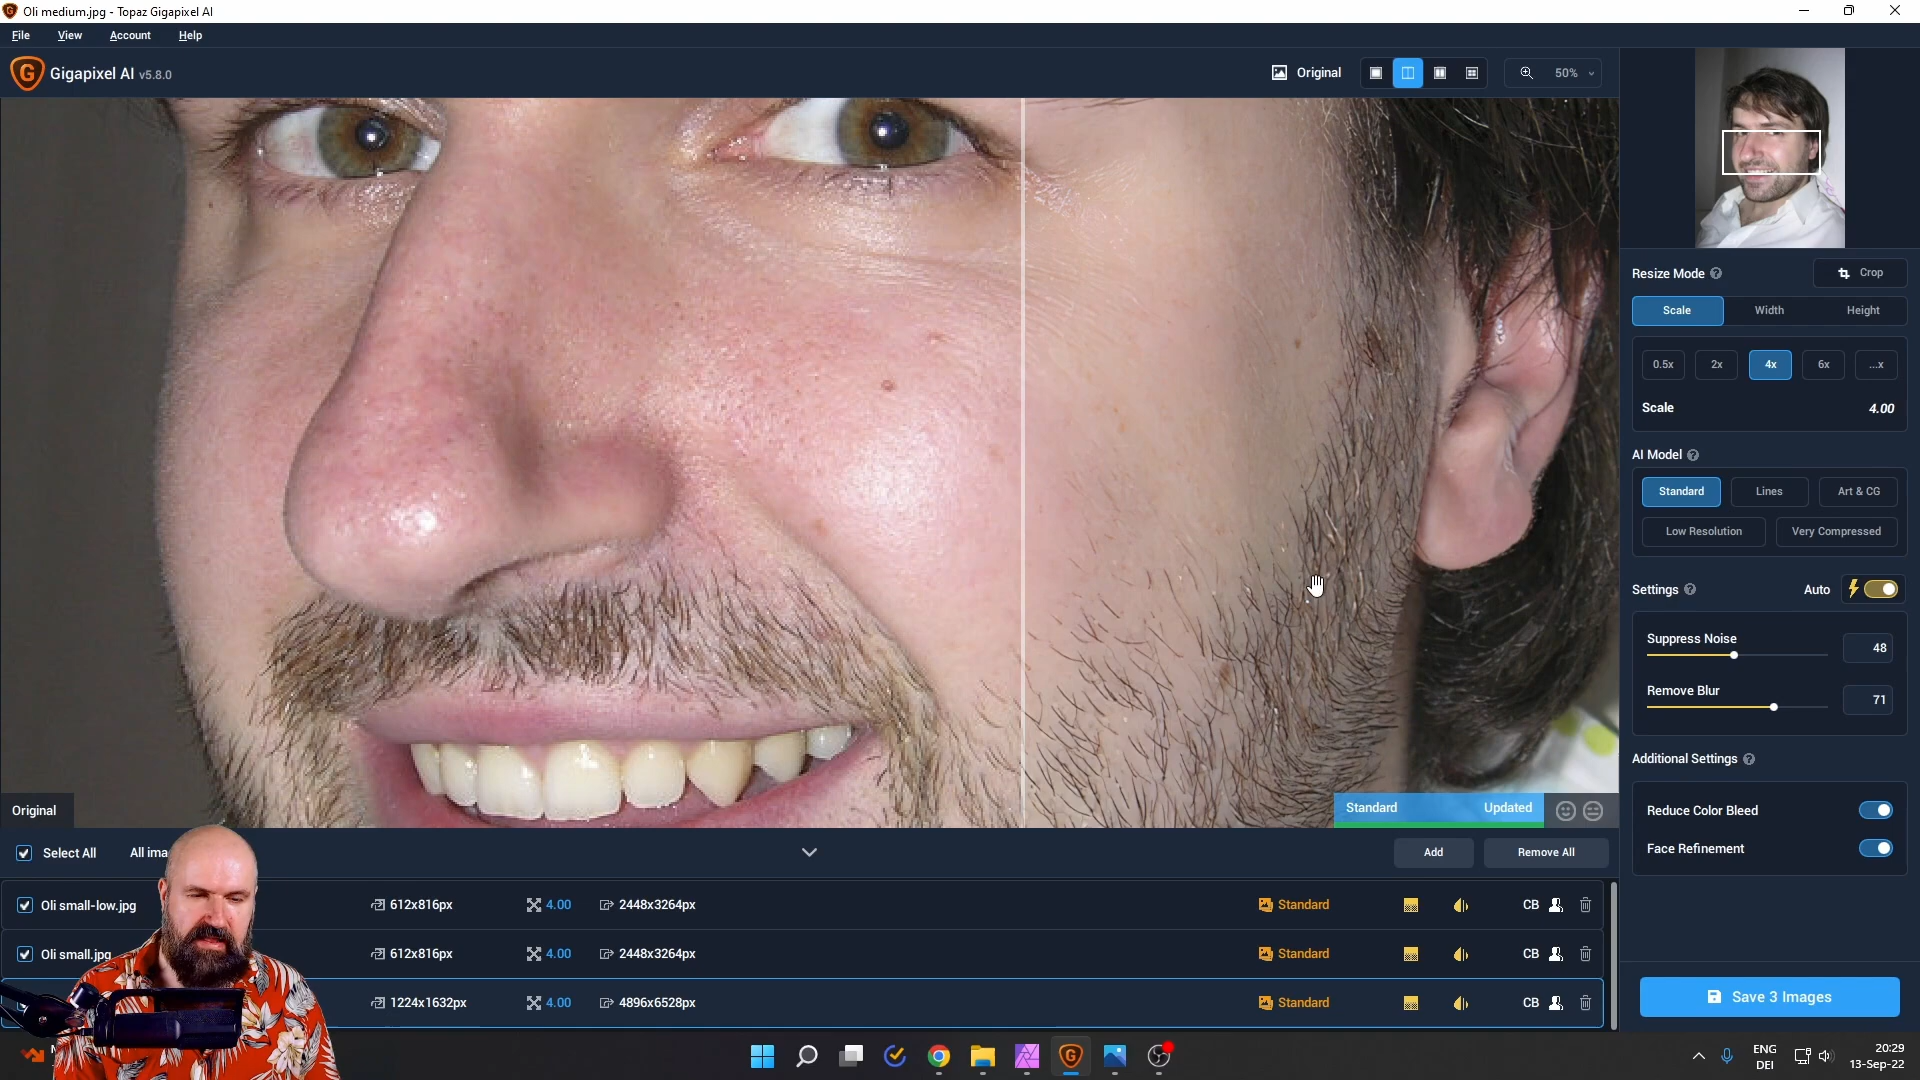 Oli medium.jpg - Topaz Gigapixel AI
File View Account Help
Gigapixel AI v5.8.0
Original
50%
Resize Mode
Crop
Scale Width Height
0.5x 2x 4x 6x ...x
Scale 4.00
AI Model
Standard Lines Art & CG
Low Resolution Very Compressed
Settings Auto
Suppress Noise 48
Remove Blur 71
Additional Settings
Reduce Color Bleed
Face Refinement
Original
Standard Updated
Select All All ima
Add Remove All
Oli small-low.jpg 612x816px 4.00 2448x3264px Standard CB
Oli small.jpg 612x816px 4.00 2448x3264px Standard CB
1224x1632px 4.00 4896x6528px Standard CB
Save 3 Images
ENG
DEI
20:29
13-Sep-22